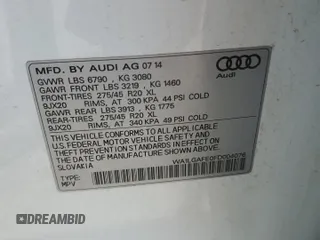 MFD. BY AUDI AG 07 14
GVWR LBS 6790 , KG 3080
GAWR FRONT LBS 3219 , KG 1460
FRONT-TIRES 275/45 R20 XL
9JX20 RIMS, AT 300 KPA 44 PSI COLD
GAWR REAR LBS 3913 , KG 1775
REAR-TIRES 275/45 R20 XL
9JX20 RIMS, AT 340 KPA 49 PSI COLD
Audi
THIS VEHICLE CONFORMS TO ALL APPLICABLE
U.S. FEDERAL MOTOR VEHICLE SAFETY AND
THEFT PREVENTION STANDARDS IN EFFECT ON
THE DATE OF MANUFACTURE SHOWN ABOVE.
SLOVAKIA
WA1LGAFE0FD004076
TYPE:
MPV
© DREAMBID